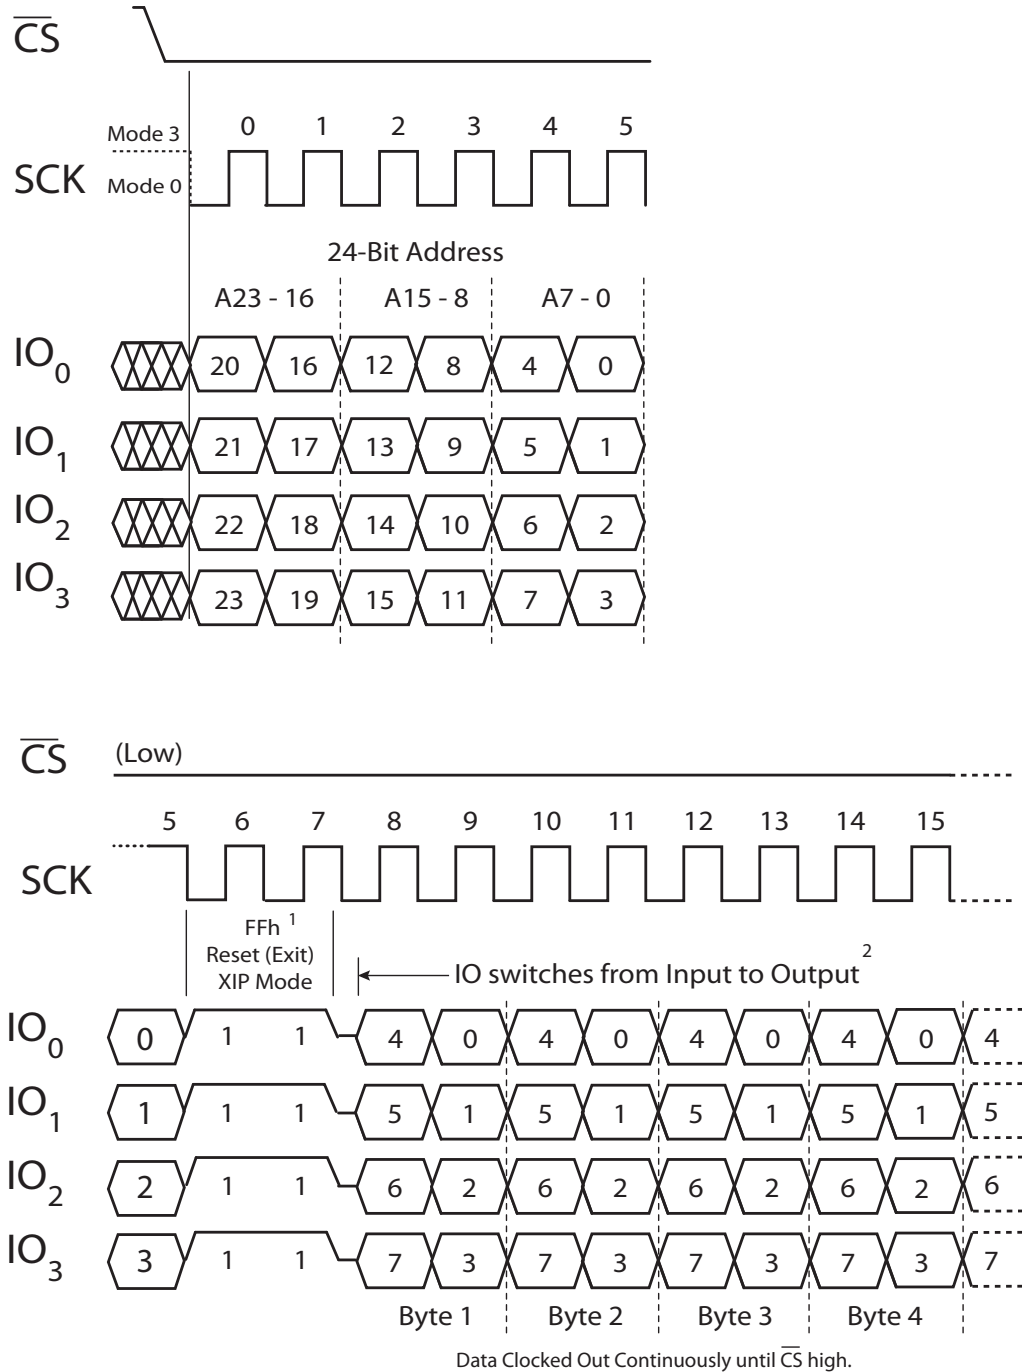 CS
Mode 3
0 1 2 3 4 5
SCK
Mode 0
24-Bit Address
A23 - 16 A15 - 8 A7 - 0
IO0 20 16 12 8 4 0
IO1 21 17 13 9 5 1
IO2 22 18 14 10 6 2
IO3 23 19 15 11 7 3
CS (Low)
5 6 7 8 9 10 11 12 13 14 15
SCK
FFh 1
Reset (Exit)
XIP Mode
IO switches from Input to Output 2
IO0 0 1 1 4 0 4 0 4 0 4 0 4
IO1 1 1 1 5 1 5 1 5 1 5 1 5
IO2 2 1 1 6 2 6 2 6 2 6 2 6
IO3 3 1 1 7 3 7 3 7 3 7 3 7
Byte 1 Byte 2 Byte 3 Byte 4
Data Clocked Out Continuously until CS high.